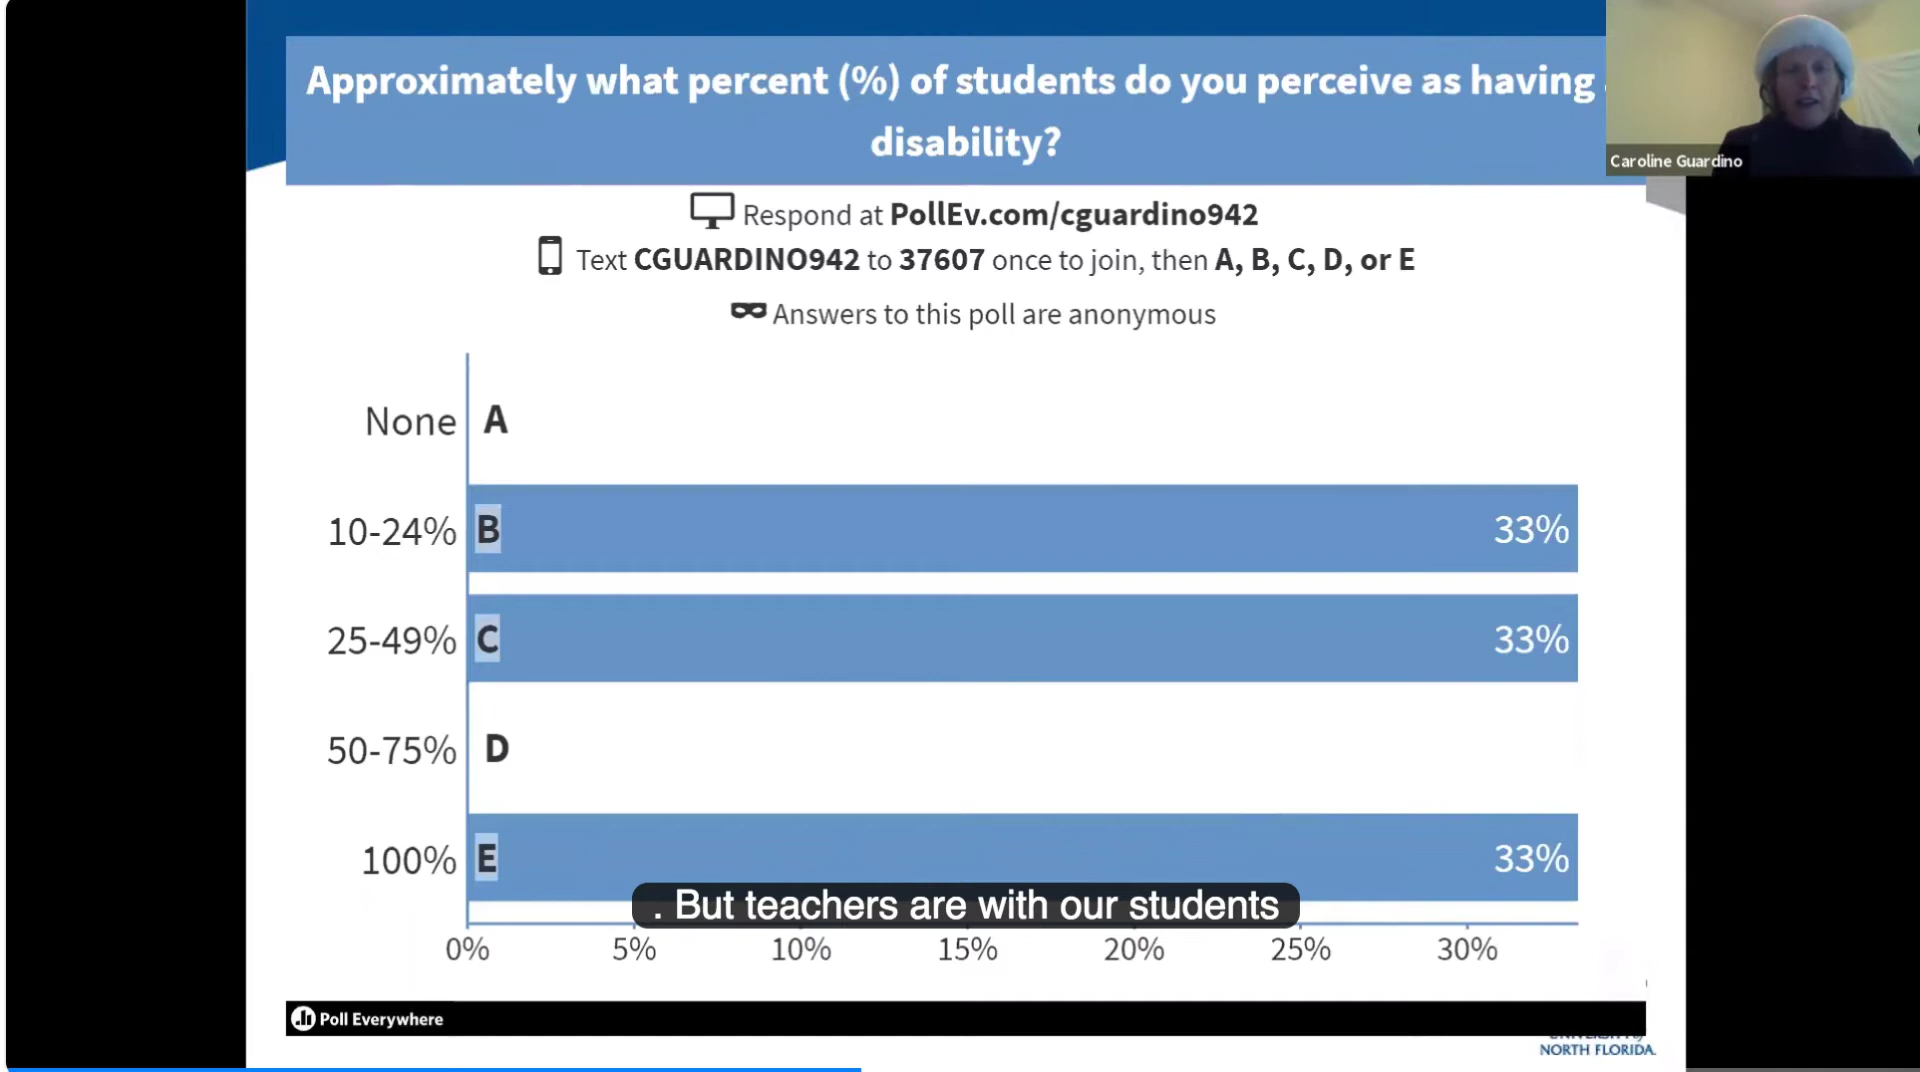 Approximately what percent (%) of students do you perceive as having
disability?
Caroline Guardino
Respond at PollEv.com/cguardino942
Text CGUARDINO942 to 37607 once to join, then A, B, C, D, or E
Answers to this poll are anonymous
None A
10-24% B 33%
25-49% C 33%
50-75% D
100% E 33%
. But teachers are with our students
0% 5% 10% 15% 20% 25% 30%
Poll Everywhere
NORTH FLORIDA